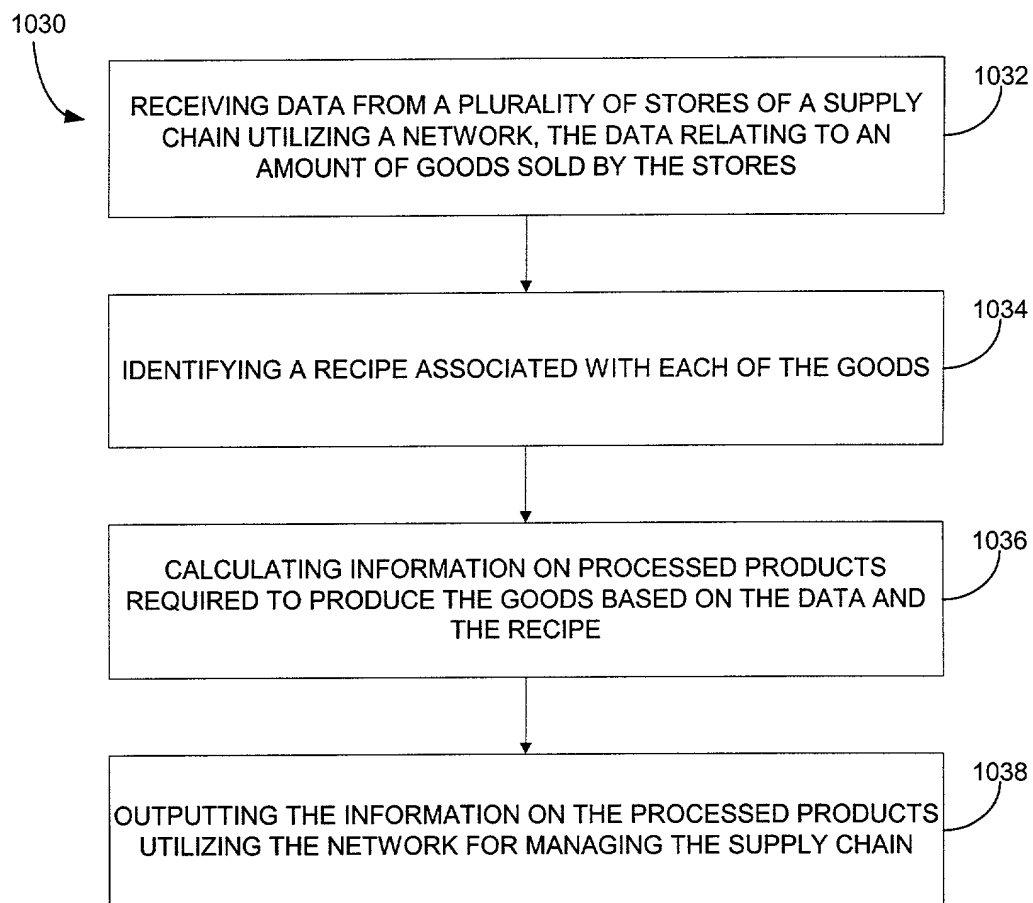 1030
1032
RECEIVING DATA FROM A PLURALITY OF STORES OF A SUPPLY
CHAIN UTILIZING A NETWORK, THE DATA RELATING TO AN
AMOUNT OF GOODS SOLD BY THE STORES
1034
IDENTIFYING A RECIPE ASSOCIATED WITH EACH OF THE GOODS
1036
CALCULATING INFORMATION ON PROCESSED PRODUCTS
REQUIRED TO PRODUCE THE GOODS BASED ON THE DATA AND
THE RECIPE
1038
OUTPUTTING THE INFORMATION ON THE PROCESSED PRODUCTS
UTILIZING THE NETWORK FOR MANAGING THE SUPPLY CHAIN